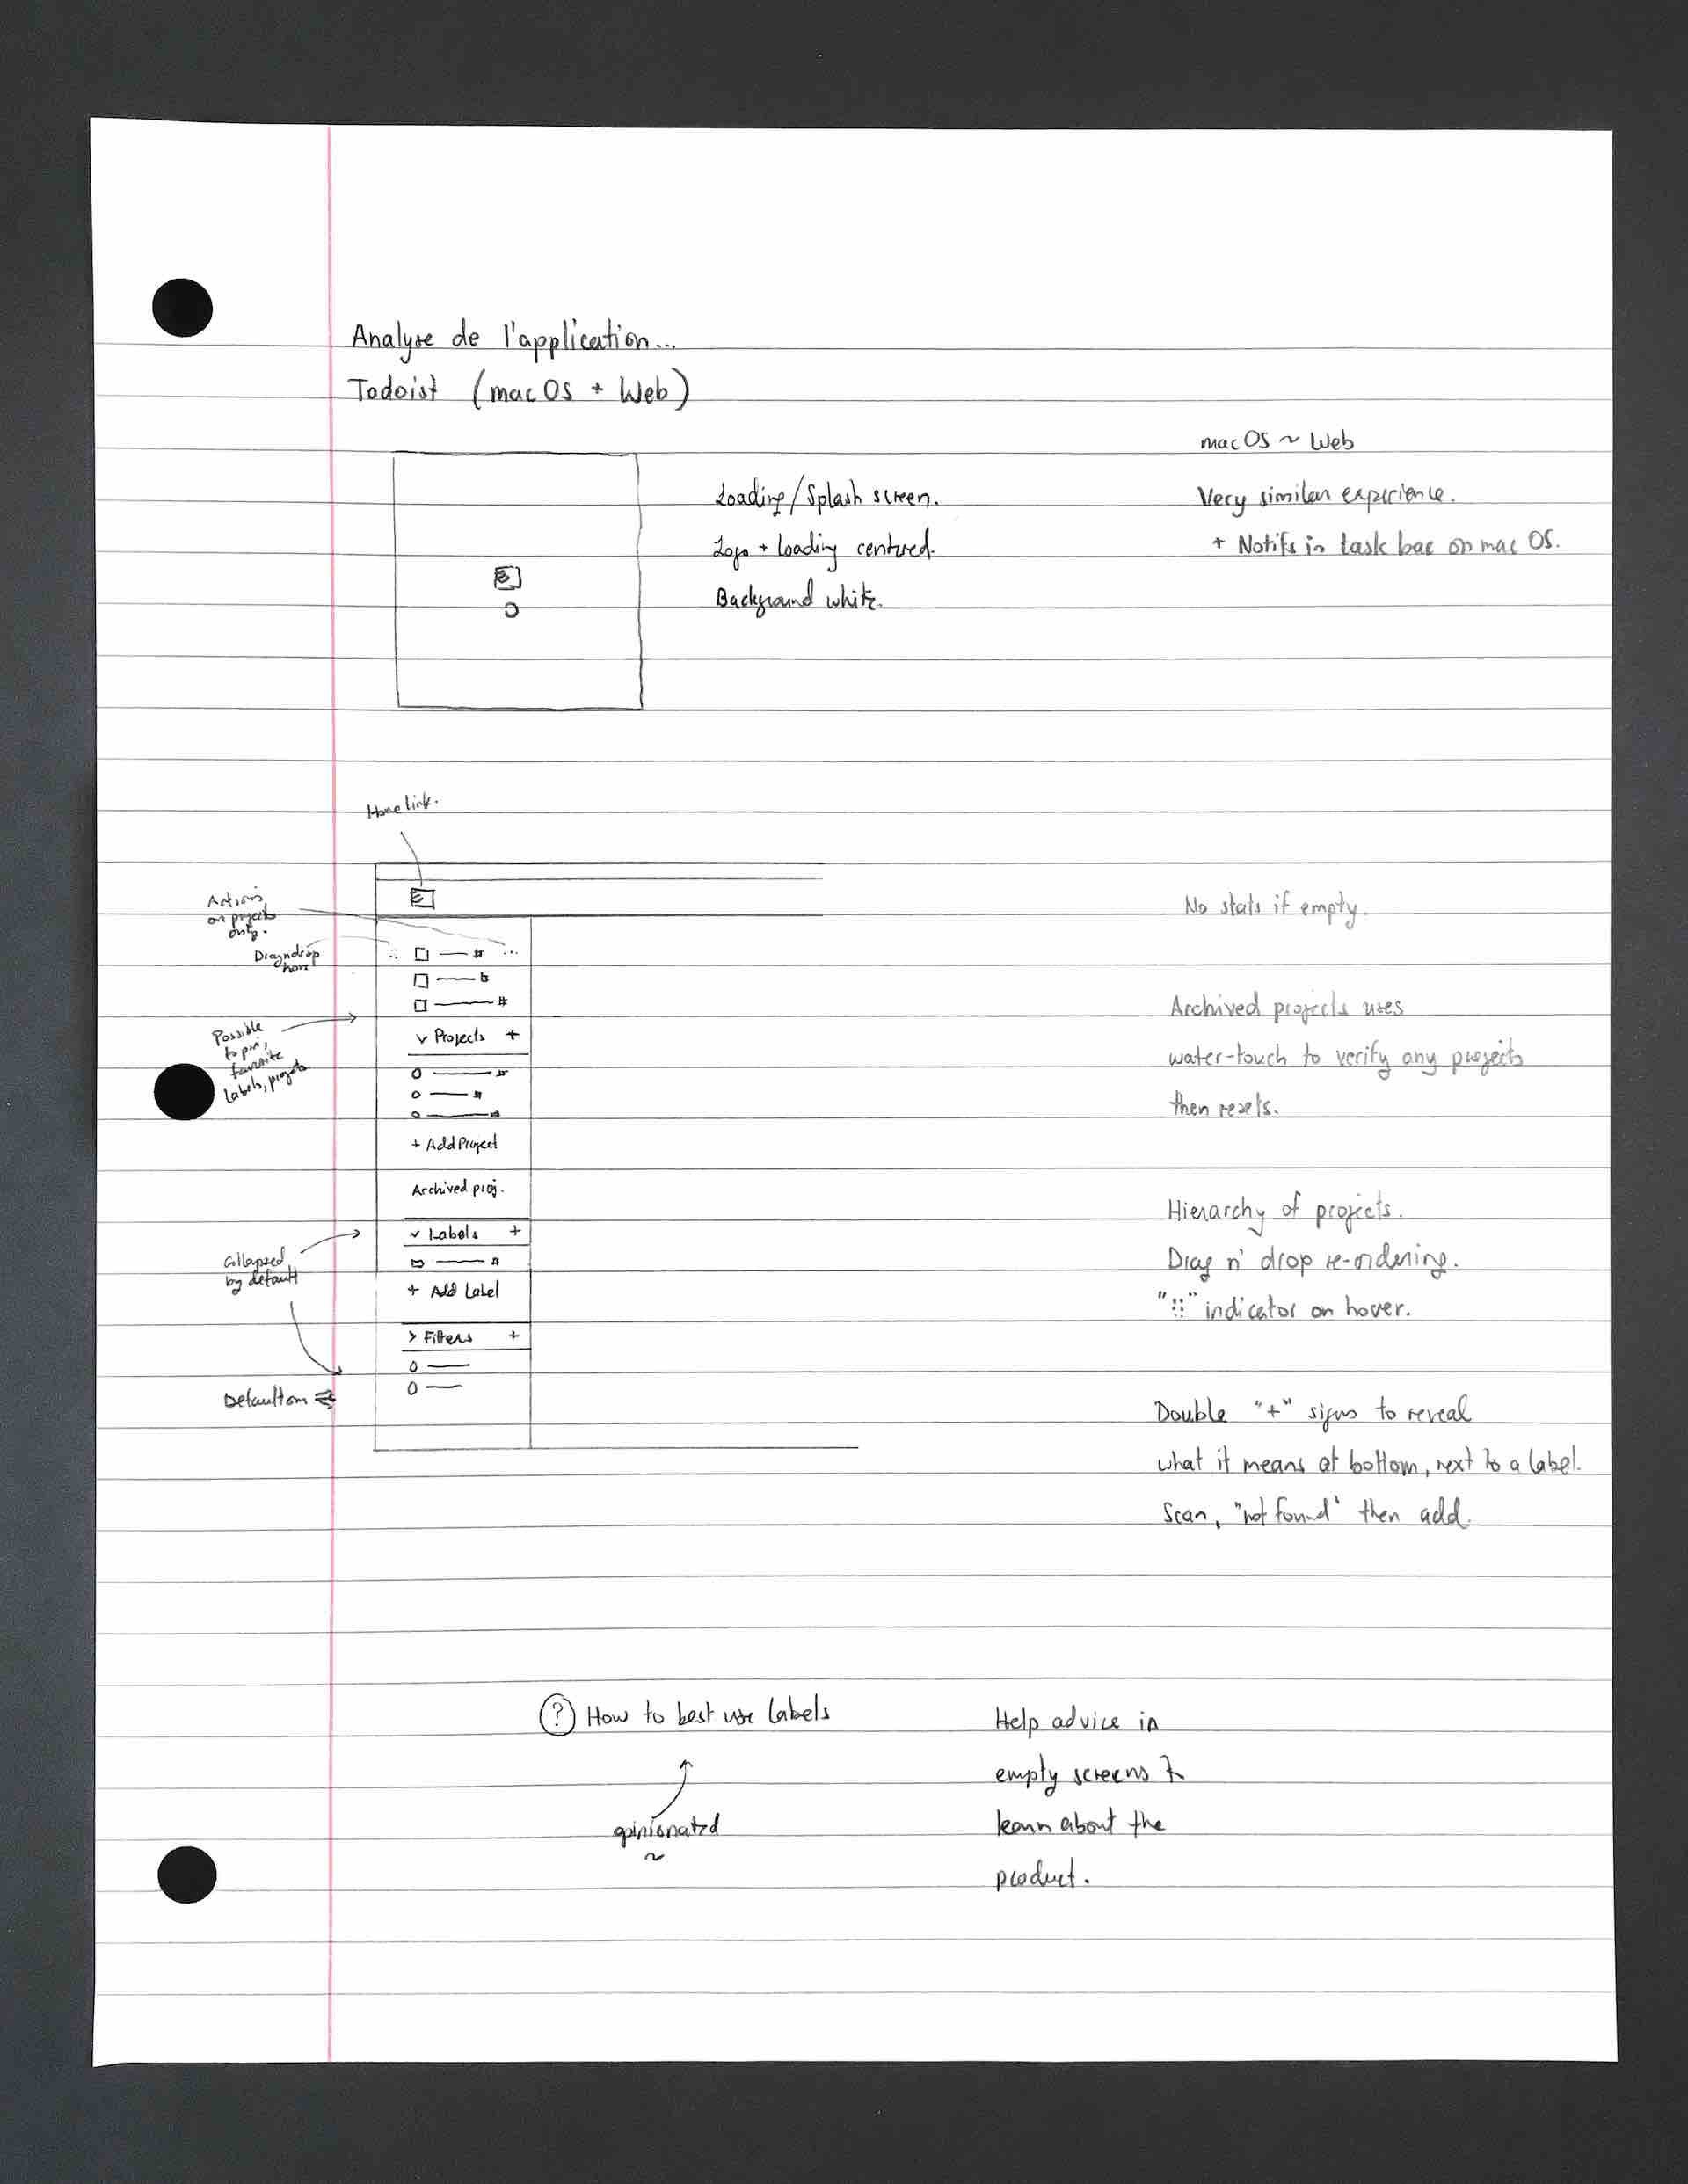 Analyse de l'application...
Todoist (macOS + Web)
macOS ~ Web
Loading/Splash screen.
Logo + loading centred.
Background white.
Very similar experience.
+ Notifs in task bar on mac OS.
Home link.
Actions
on projects
only.
Drag n drop
hover
Possible
to pin,
favorite
labels, projects
Collapsed
by default
Default on
v Projects +
+ Add Project
Archived proj.
v Labels +
+ Add Label
> Filters +
No stats if empty.
Archived projects uses
water-touch to verify any projects
then resets.
Hierarchy of projects.
Drag n' drop re-ordering.
"⠿" indicator on hover.
Double "+" signs to reveal
what it means at bottom, next to a label.
Scan, "not found" then add.
? How to best use labels
opinionated
~
Help advice in
empty screens &
learn about the
product.